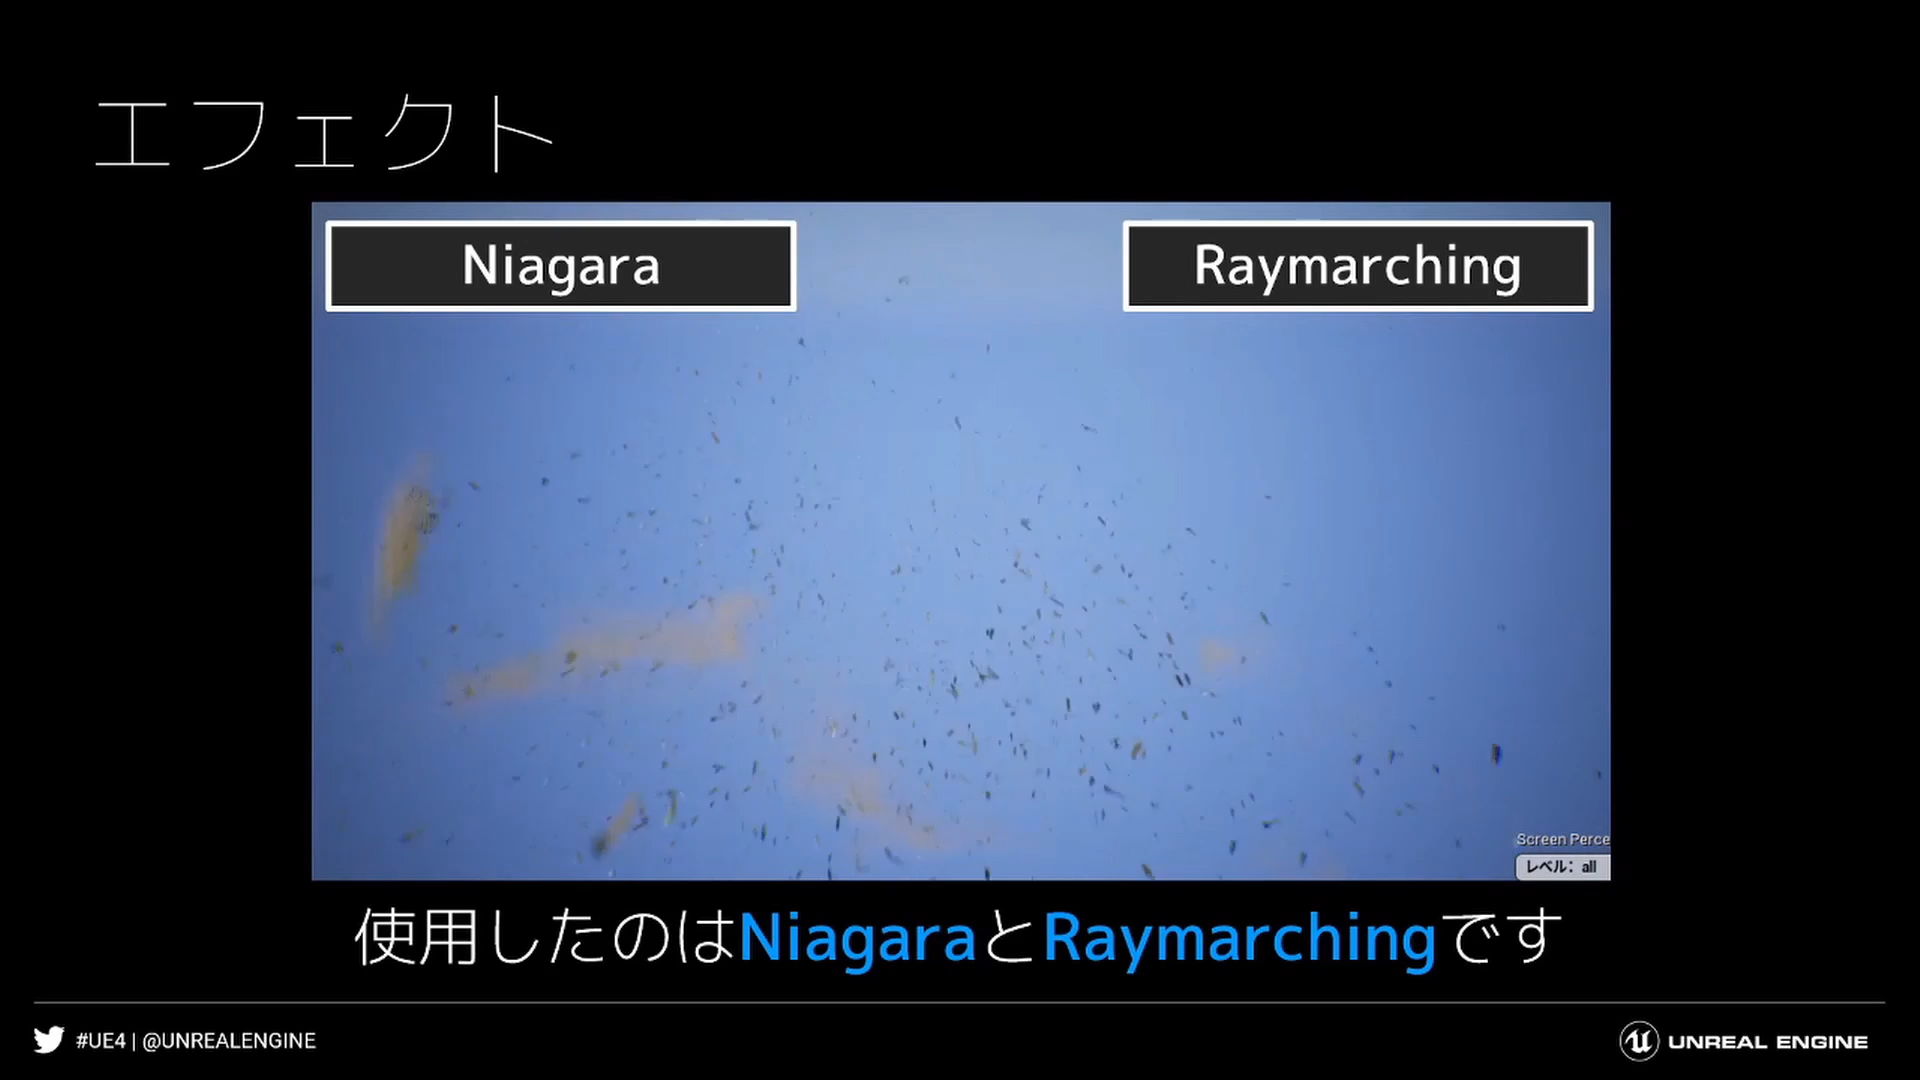 エフェクト
Niagara
Raymarching
Screen Perce
レベル: all
使用したのはNiagaraとRaymarchingです
#UE4 | @UNREALENGINE
UNREAL ENGINE